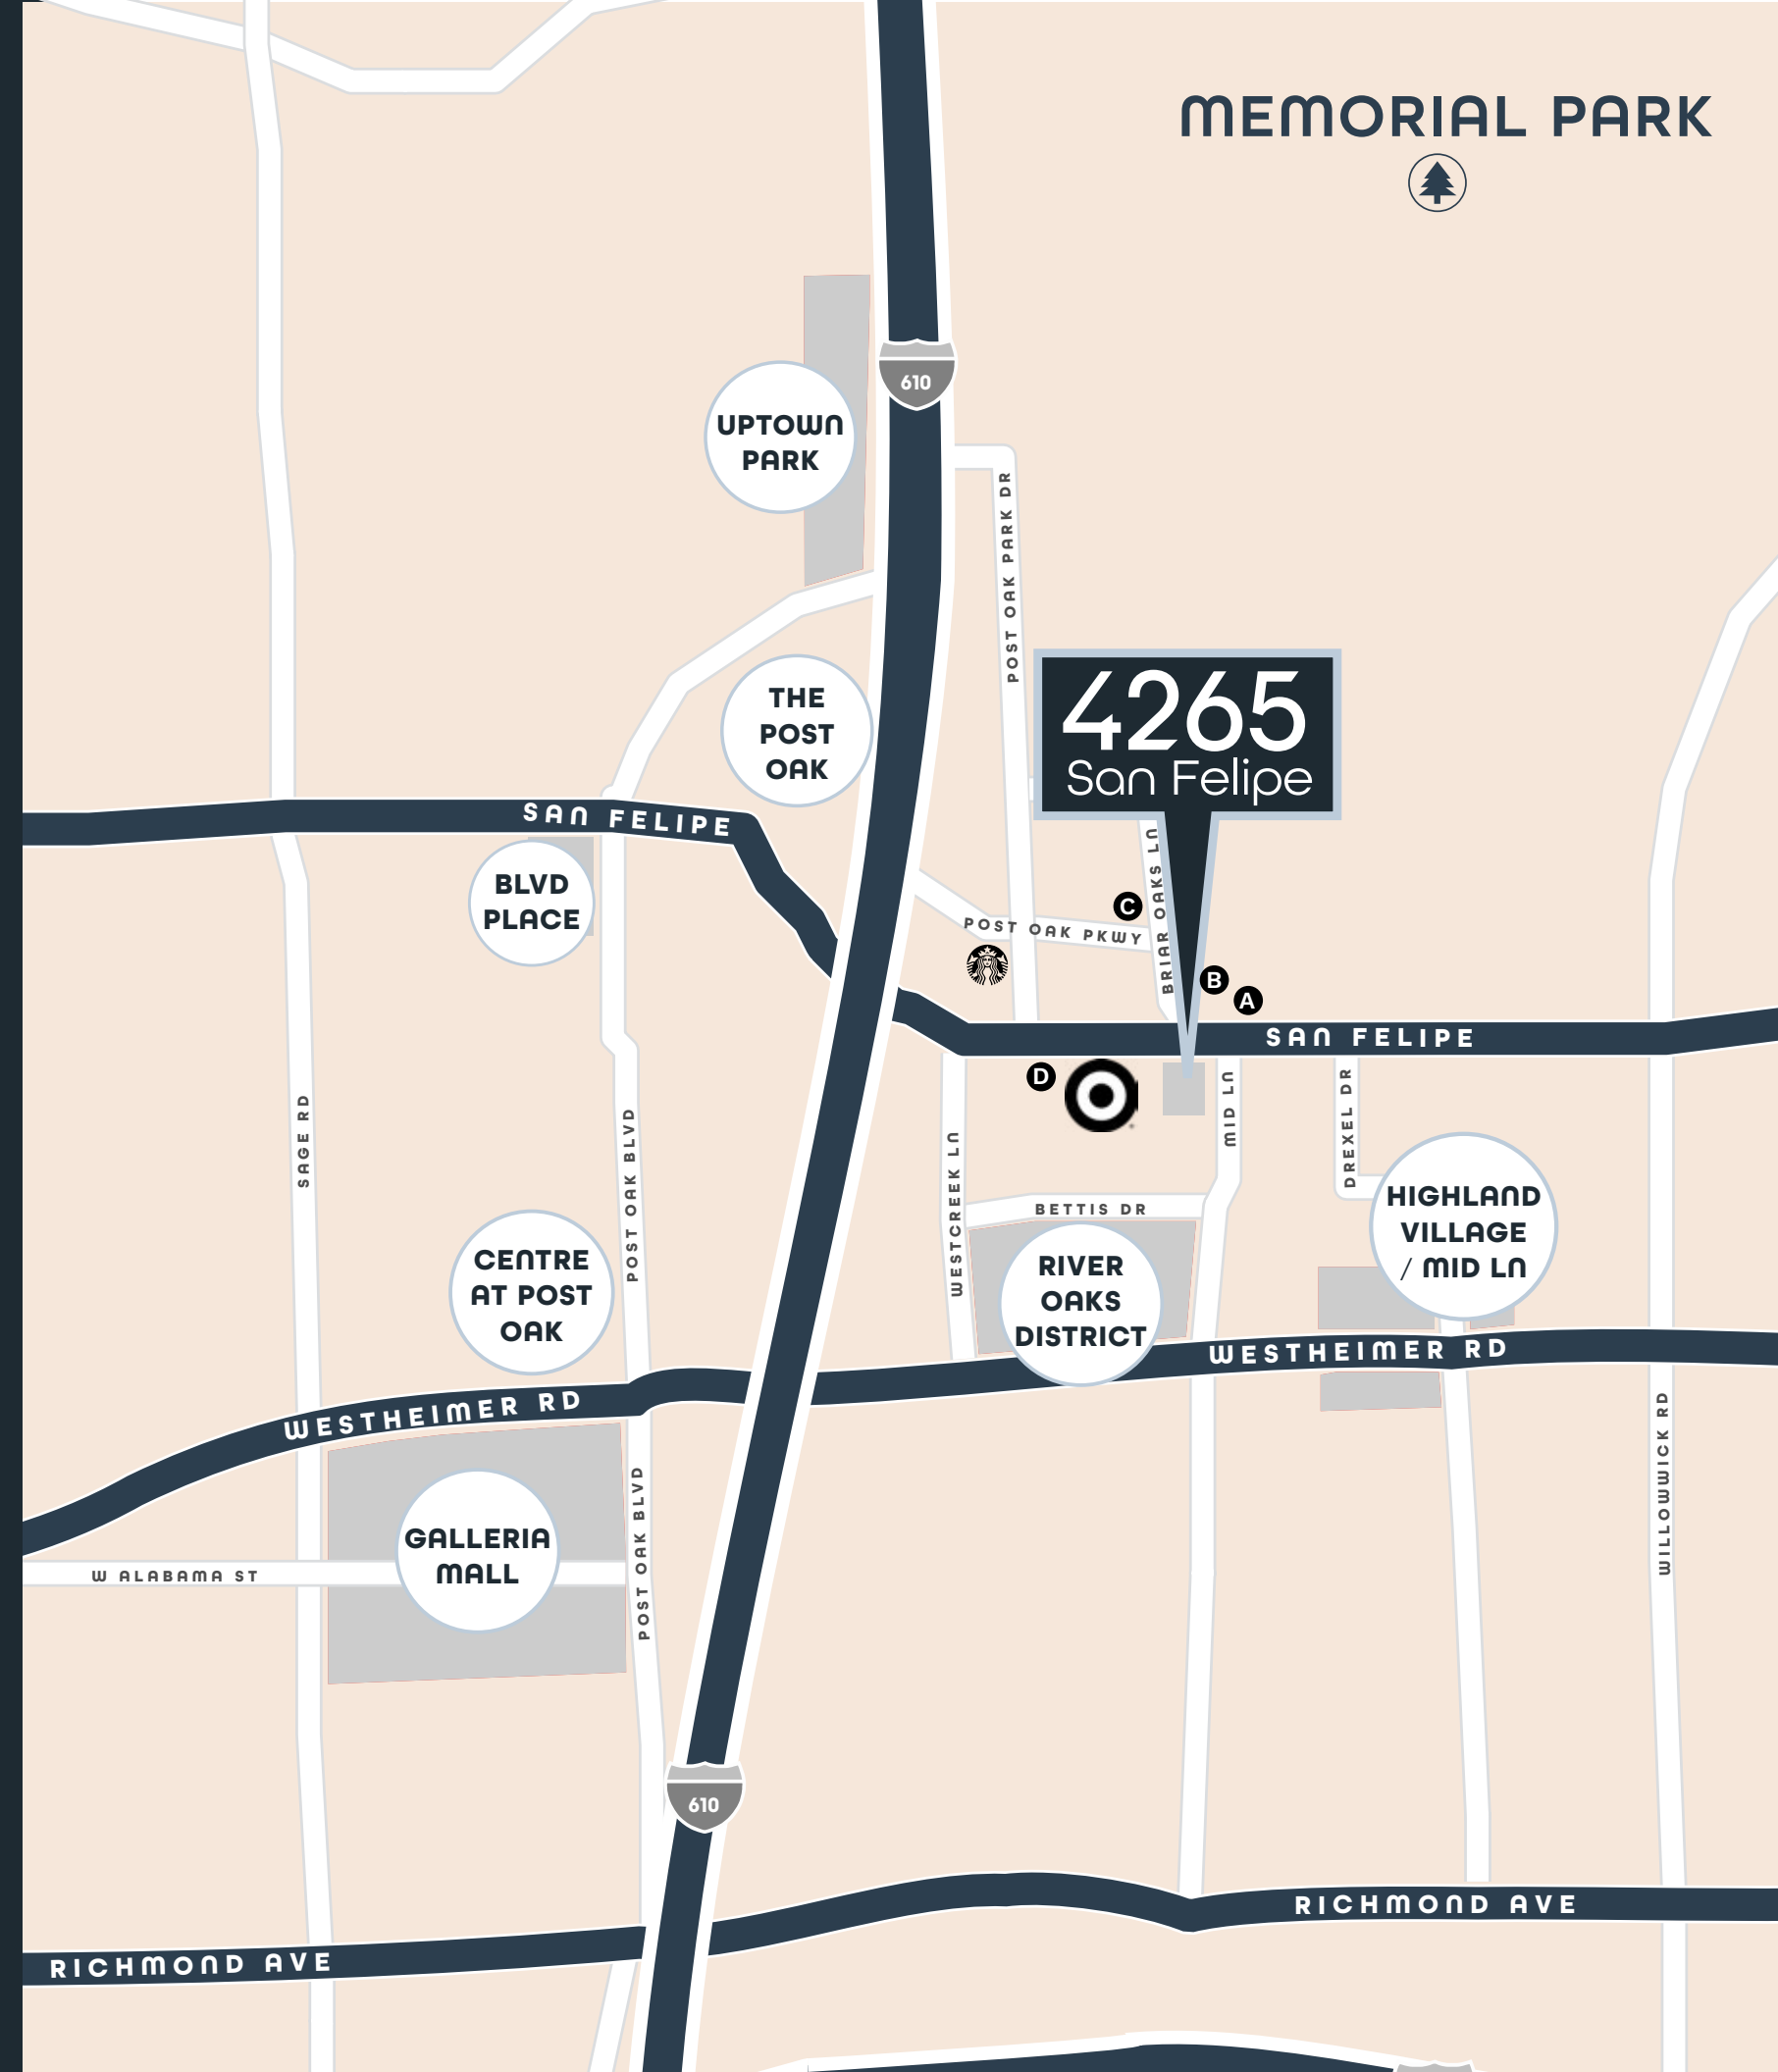 MEMORIAL PARK
610
UPTOWN
PARK
POST OAK PARK DR
4265
San Felipe
THE
POST
OAK
SAN FELIPE
BLVD
PLACE
BRIAR OAKS LN
C
POST OAK PKWY
B
A
SAN FELIPE
D
MID LN
DREXEL DR
SAGE RD
POST OAK BLVD
WESTCREEK LN
BETTIS DR
HIGHLAND
VILLAGE
/ MID LN
CENTRE
AT POST
OAK
RIVER
OAKS
DISTRICT
WESTHEIMER RD
WESTHEIMER RD
WILLOWWICK RD
GALLERIA
MALL
POST OAK BLVD
W ALABAMA ST
610
RICHMOND AVE
RICHMOND AVE